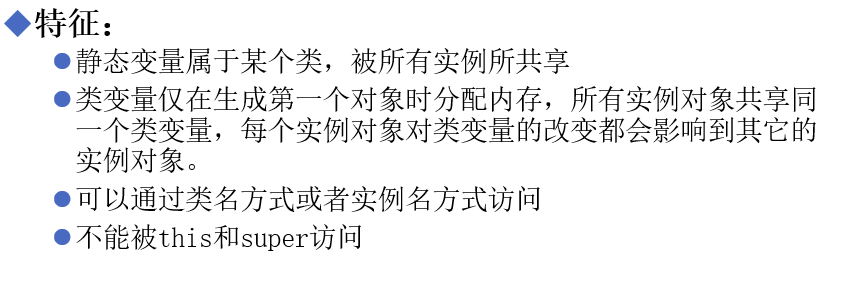 特征：
静态变量属于某个类，被所有实例所共享
类变量仅在生成第一个对象时分配内存，所有实例对象共享同
一个类变量，每个实例对象对类变量的改变都会影响到其它的
实例对象。
可以通过类名方式或者实例名方式访问
不能被this和super访问